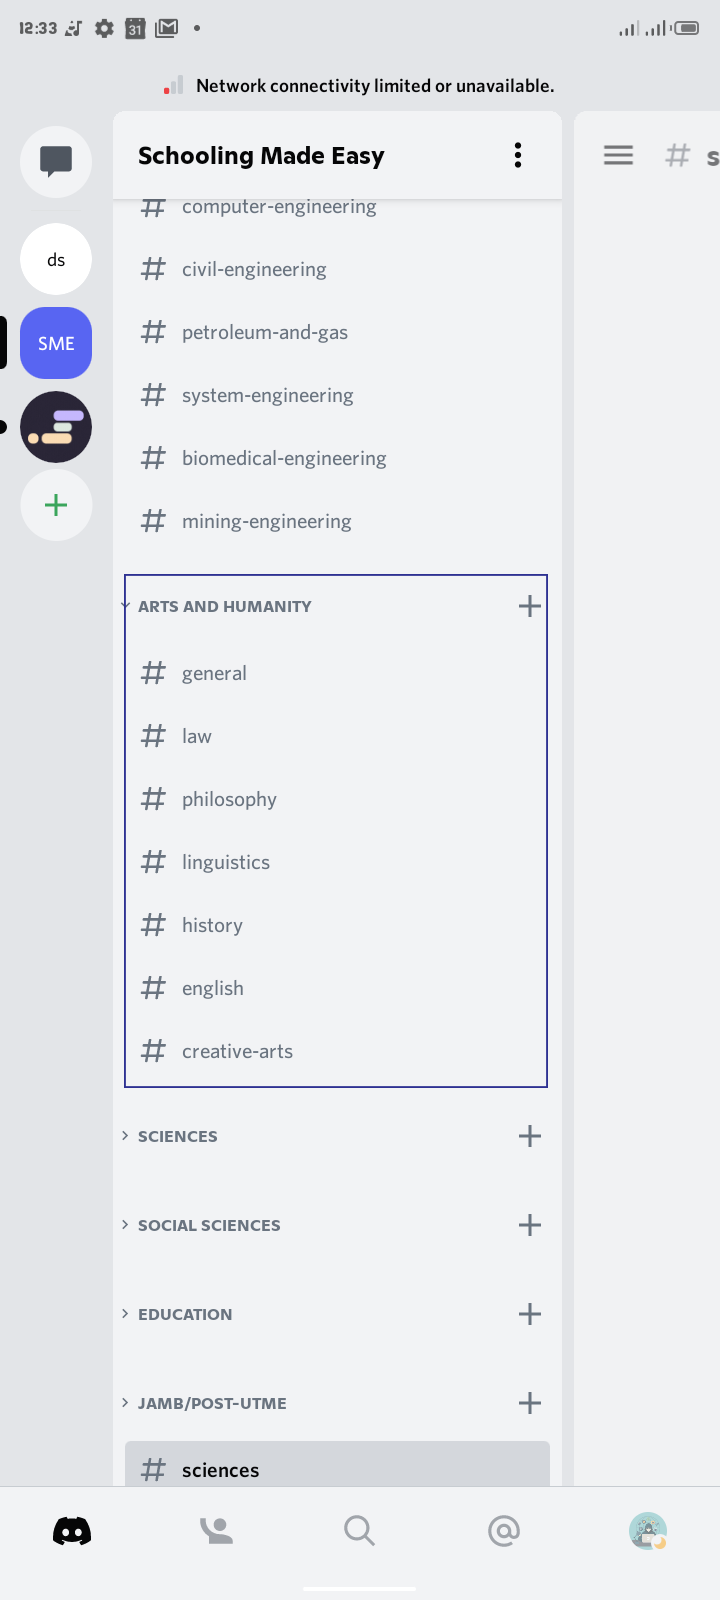 12:33
31
Network connectivity limited or unavailable.
Schooling Made Easy
# s
ds
SME
# computer-engineering
# civil-engineering
# petroleum-and-gas
# system-engineering
# biomedical-engineering
# mining-engineering
ARTS AND HUMANITY
# general
# law
# philosophy
# linguistics
# history
# english
# creative-arts
SCIENCES
SOCIAL SCIENCES
EDUCATION
JAMB/POST-UTME
# sciences